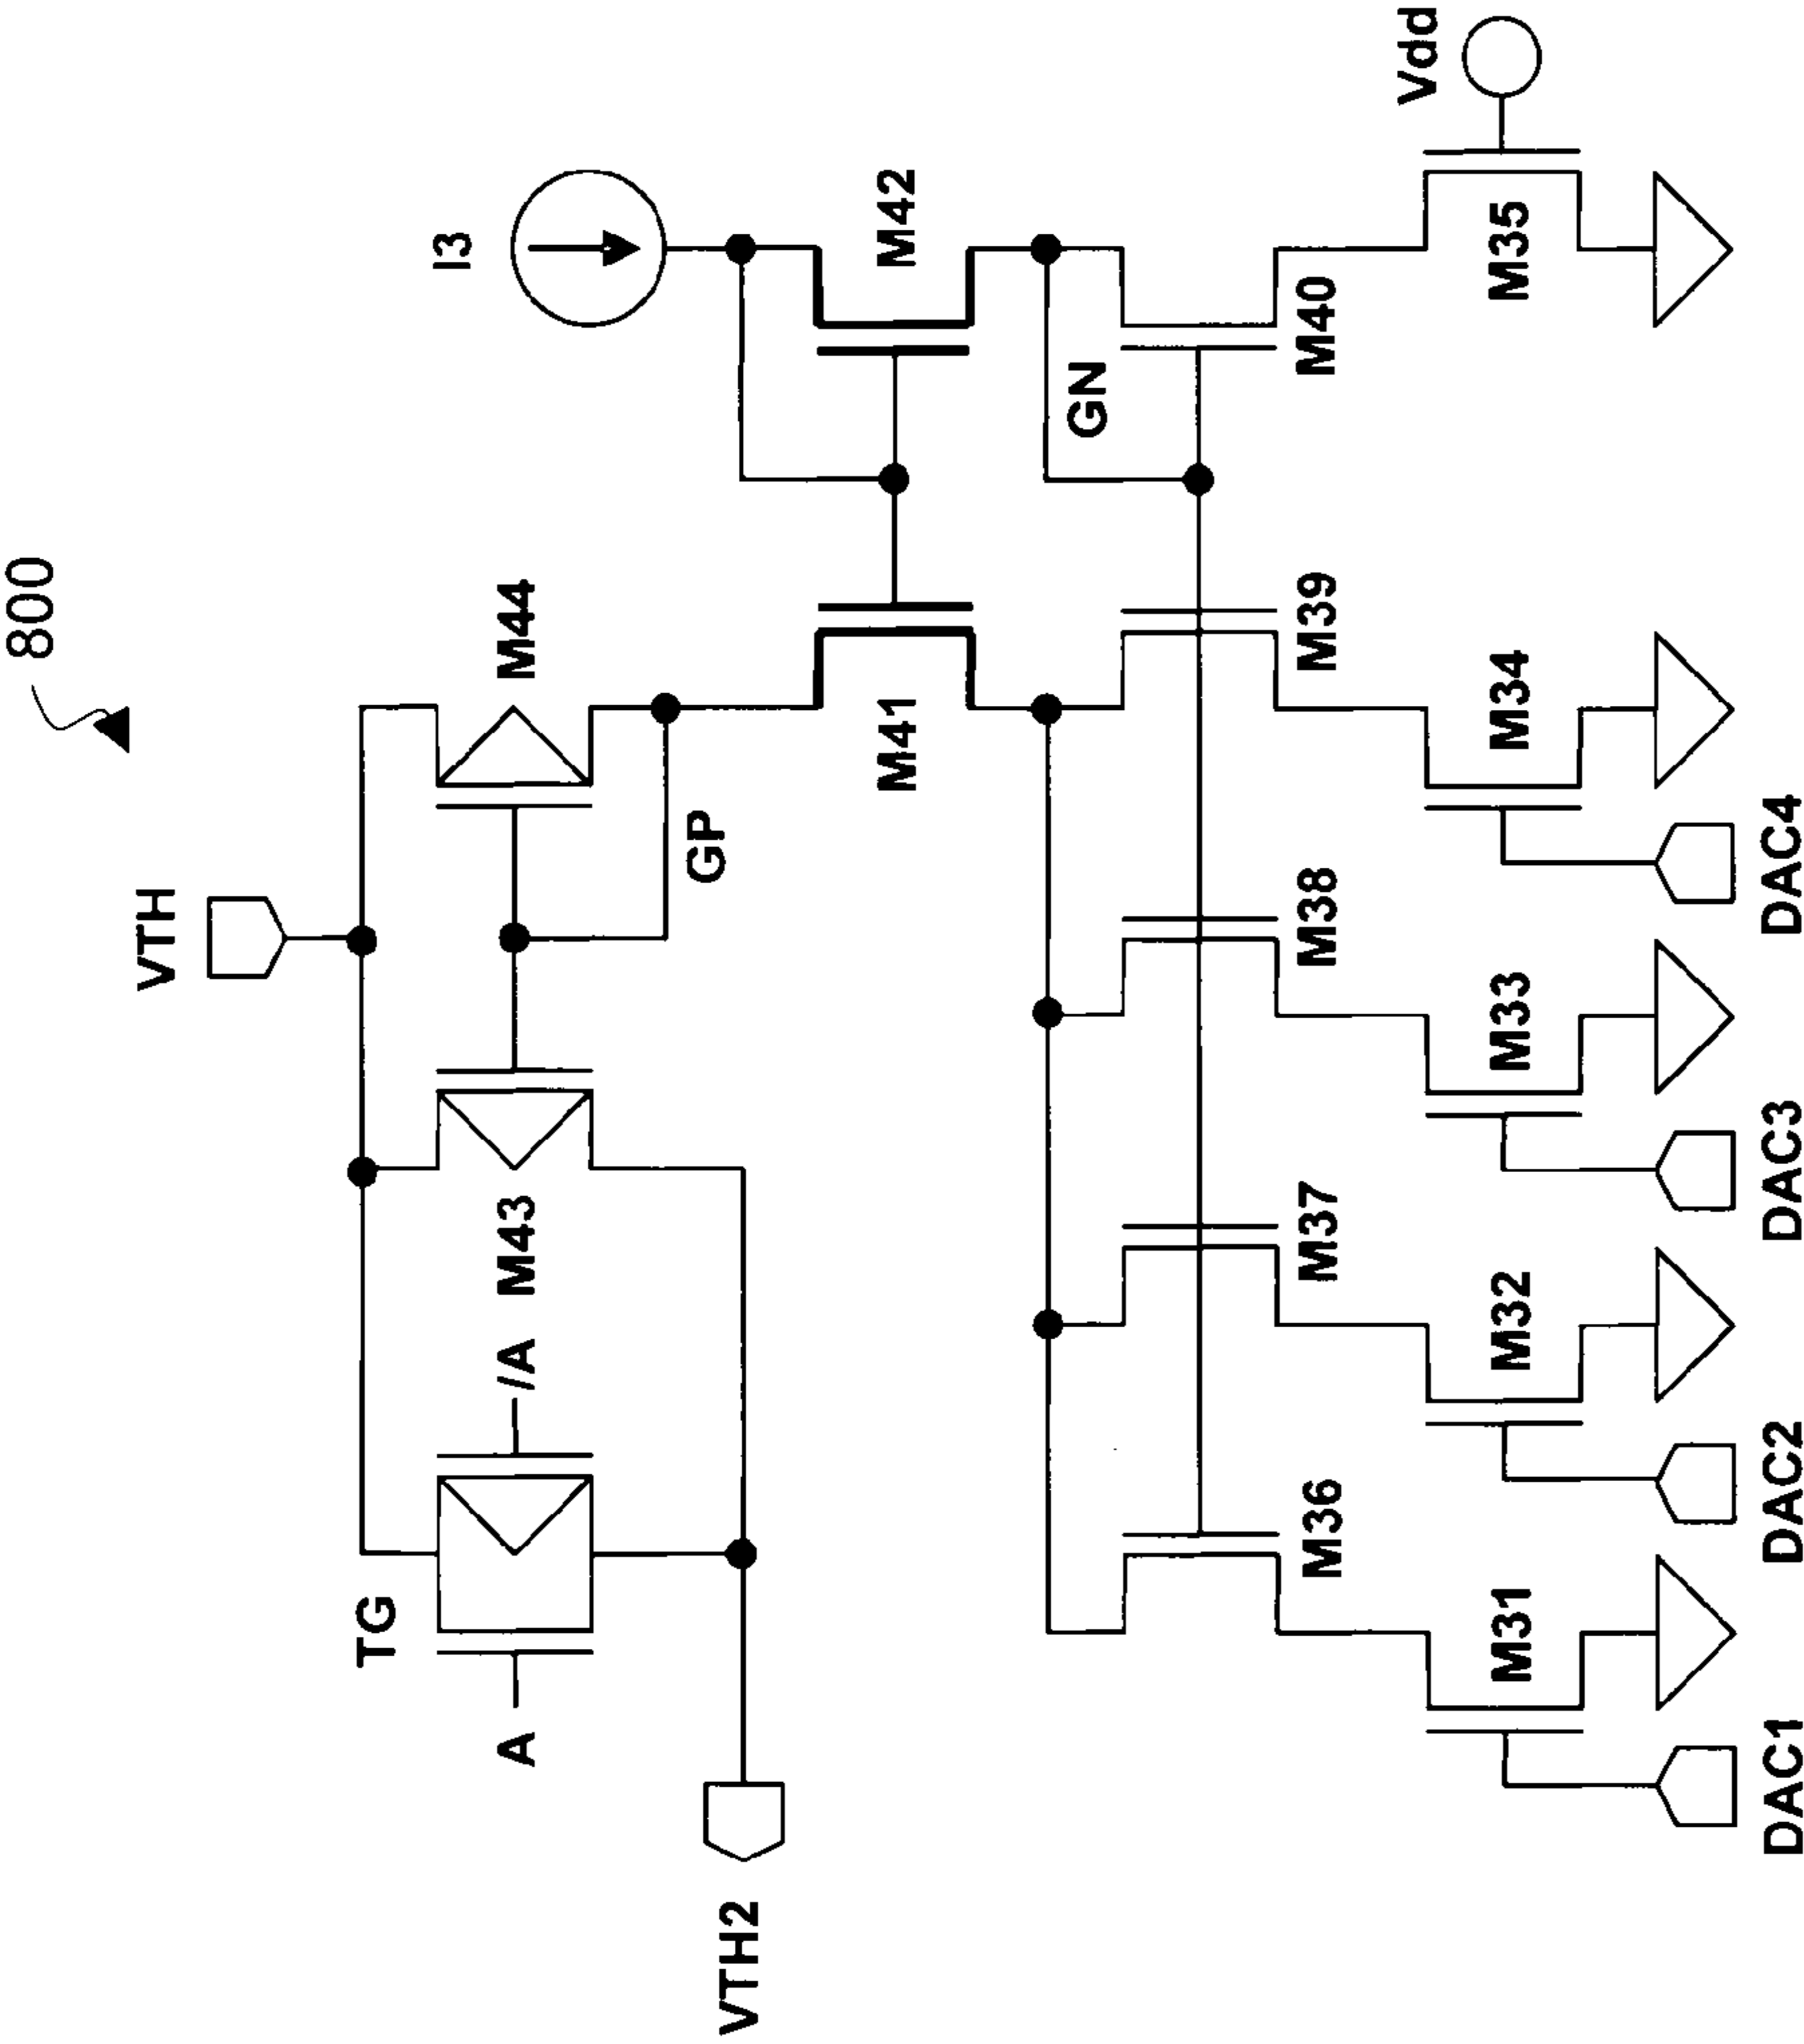 800
VTH
I3
Vdd
M44
M42
TG
/A
M43
A
GP
M41
GN
VTH2
M40
M39
M38
M37
M36
M35
M34
M33
M32
M31
DAC4
DAC3
DAC2
DAC1